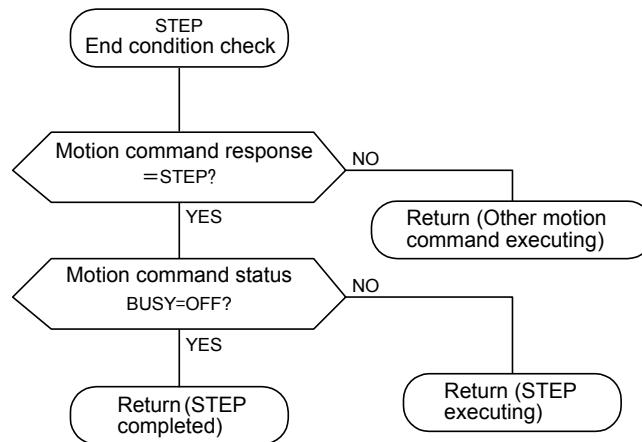 STEP
End condition check
Motion command response
=STEP?
NO
YES
Return (Other motion
command executing)
Motion command status
BUSY=OFF?
NO
YES
Return (STEP
completed)
Return (STEP
executing)